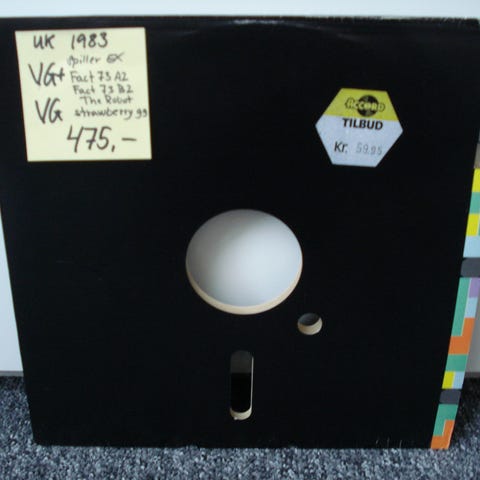 UK 1983
spiller EX
VG+ Fact 73 A2
Fact 73 B2
VG The Robot
strawberry gg
475,-
ACCORD
TILBUD
Kr. 59.95